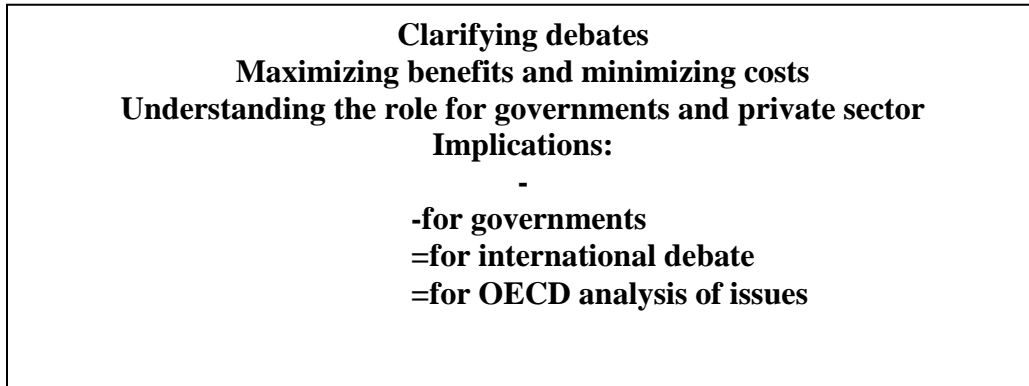 Clarifying debates
Maximizing benefits and minimizing costs
Understanding the role for governments and private sector
Implications:
-
-for governments
=for international debate
=for OECD analysis of issues